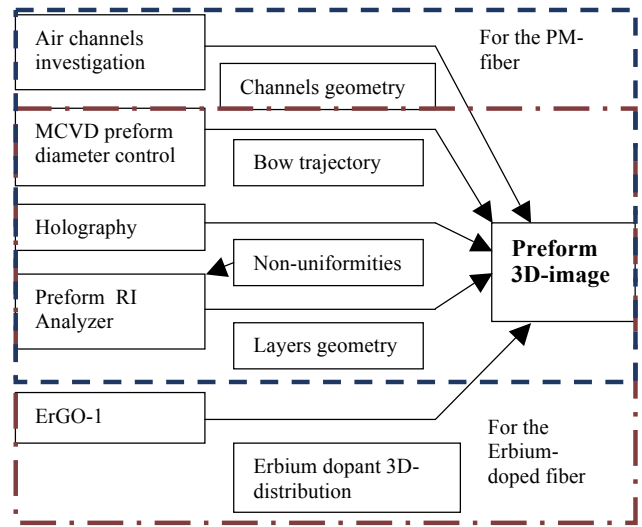 Air channels
investigation
For the PM-
fiber
Channels geometry
MCVD preform
diameter control
Bow trajectory
Holography
Preform
3D-image
Non-uniformities
Preform RI
Analyzer
Layers geometry
ErGO-1
For the
Erbium-
doped fiber
Erbium dopant 3D-
distribution